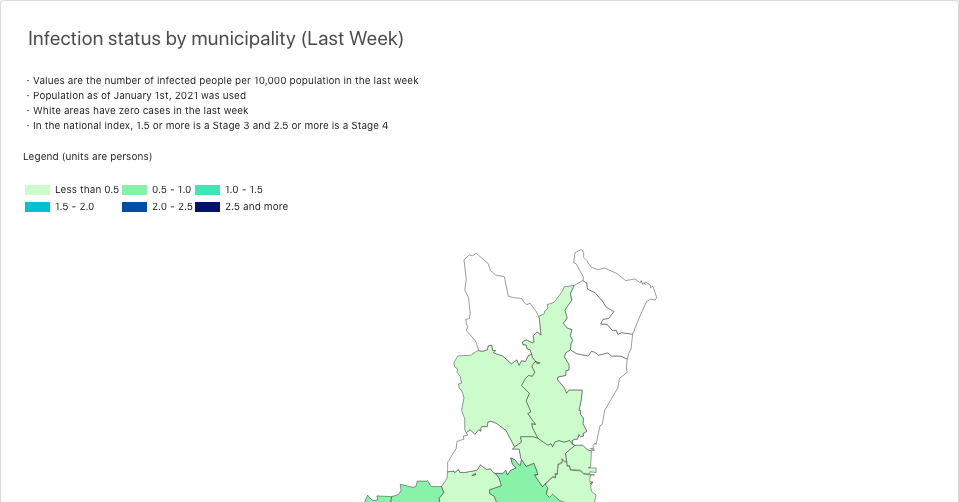 Infection status by municipality (Last Week)
· Values are the number of infected people per 10,000 population in the last week
· Population as of January 1st, 2021 was used
· White areas have zero cases in the last week
· In the national index, 1.5 or more is a Stage 3 and 2.5 or more is a Stage 4
Legend (units are persons)
Less than 0.5 0.5 - 1.0 1.0 - 1.5
1.5 - 2.0 2.0 - 2.5 2.5 and more